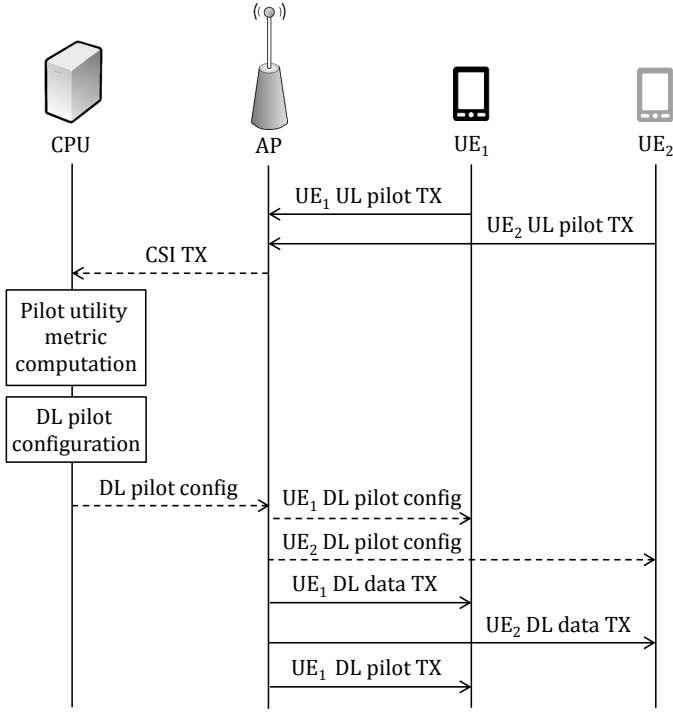 CPU
AP
UE₁
UE₂
UE₁ UL pilot TX
UE₂ UL pilot TX
CSI TX
Pilot utility
metric
computation
DL pilot
configuration
DL pilot config
UE₁ DL pilot config
UE₂ DL pilot config
UE₁ DL data TX
UE₂ DL data TX
UE₁ DL pilot TX